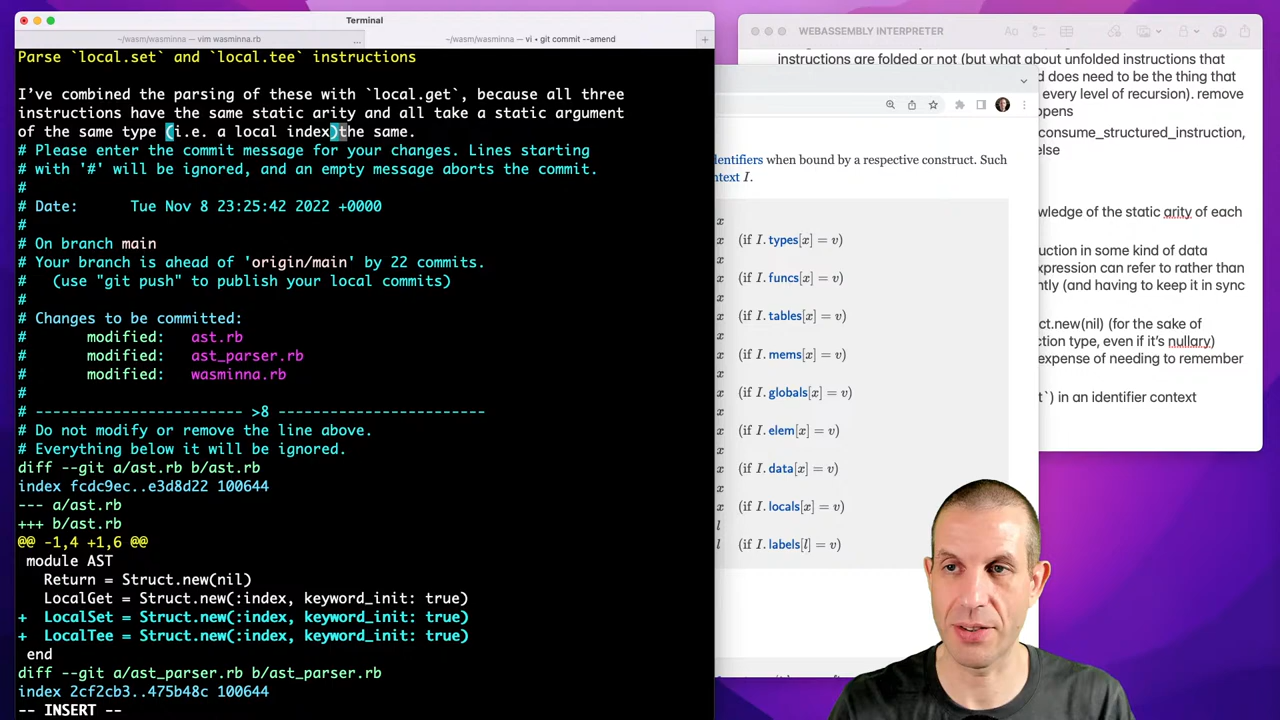 Terminal
~/wasm/wasminna — vim wasminna.rb
...
~/wasm/wasminna — vi • git commit --amend
+
Parse `local.set` and `local.tee` instructions
I've combined the parsing of these with `local.get`, because all three
instructions have the same static arity and all take a static argument
of the same type (i.e. a local index)the same.
# Please enter the commit message for your changes. Lines starting
# with '#' will be ignored, and an empty message aborts the commit.
#
# Date:      Tue Nov 8 23:25:42 2022 +0000
#
# On branch main
# Your branch is ahead of 'origin/main' by 22 commits.
#   (use "git push" to publish your local commits)
#
# Changes to be committed:
#       modified:   ast.rb
#       modified:   ast_parser.rb
#       modified:   wasminna.rb
#
# ------------------------ >8 ------------------------
# Do not modify or remove the line above.
# Everything below it will be ignored.
diff --git a/ast.rb b/ast.rb
index fcdc9ec..e3d8d22 100644
--- a/ast.rb
+++ b/ast.rb
@@ -1,4 +1,6 @@
 module AST
   Return = Struct.new(nil)
   LocalGet = Struct.new(:index, keyword_init: true)
+  LocalSet = Struct.new(:index, keyword_init: true)
+  LocalTee = Struct.new(:index, keyword_init: true)
 end
diff --git a/ast_parser.rb b/ast_parser.rb
index 2cf2cb3..475b48c 100644
-- INSERT --
WEBASSEMBLY INTERPRETER
Aa
instructions are folded or not (but what about unfolded instructions that
d does need to be the thing that
every level of recursion). remove
opens
consume_structured_instruction,
else
wledge of the static arity of each
uction in some kind of data
expression can refer to rather than
ntly (and having to keep it in sync
ct.new(nil) (for the sake of
ction type, even if it's nullary)
expense of needing to remember
t`) in an identifier context
dentifiers when bound by a respective construct. Such
ntext I.
x
x (if I.types[x] = v)
x
x (if I.funcs[x] = v)
x
x (if I.tables[x] = v)
x
x (if I.mems[x] = v)
x
x (if I.globals[x] = v)
x
x (if I.elem[x] = v)
x
x (if I.data[x] = v)
x
x (if I.locals[x] = v)
l
l (if I.labels[l] = v)